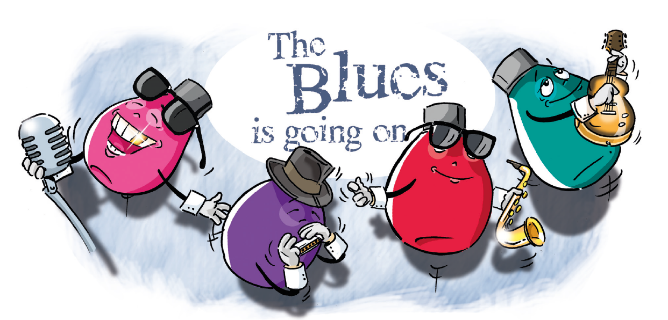 The
Blues
is going on